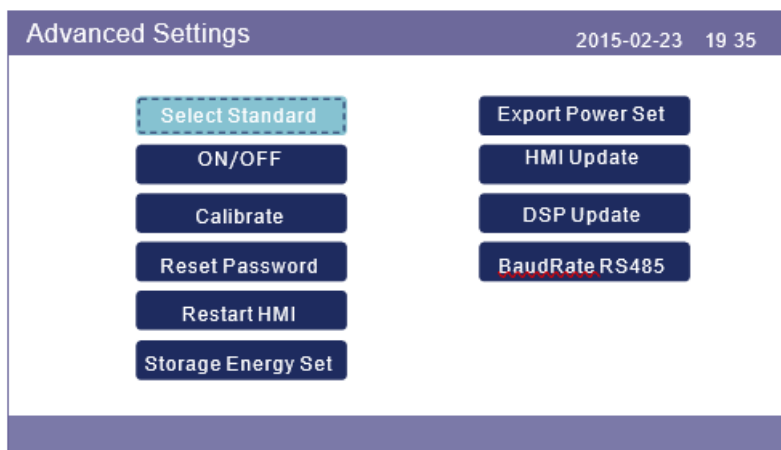 Advanced Settings
2015-02-23 19 35
Select Standard
ON/OFF
Calibrate
Reset Password
Restart HMI
Storage Energy Set
Export Power Set
HMI Update
DSP Update
BaudRate RS485